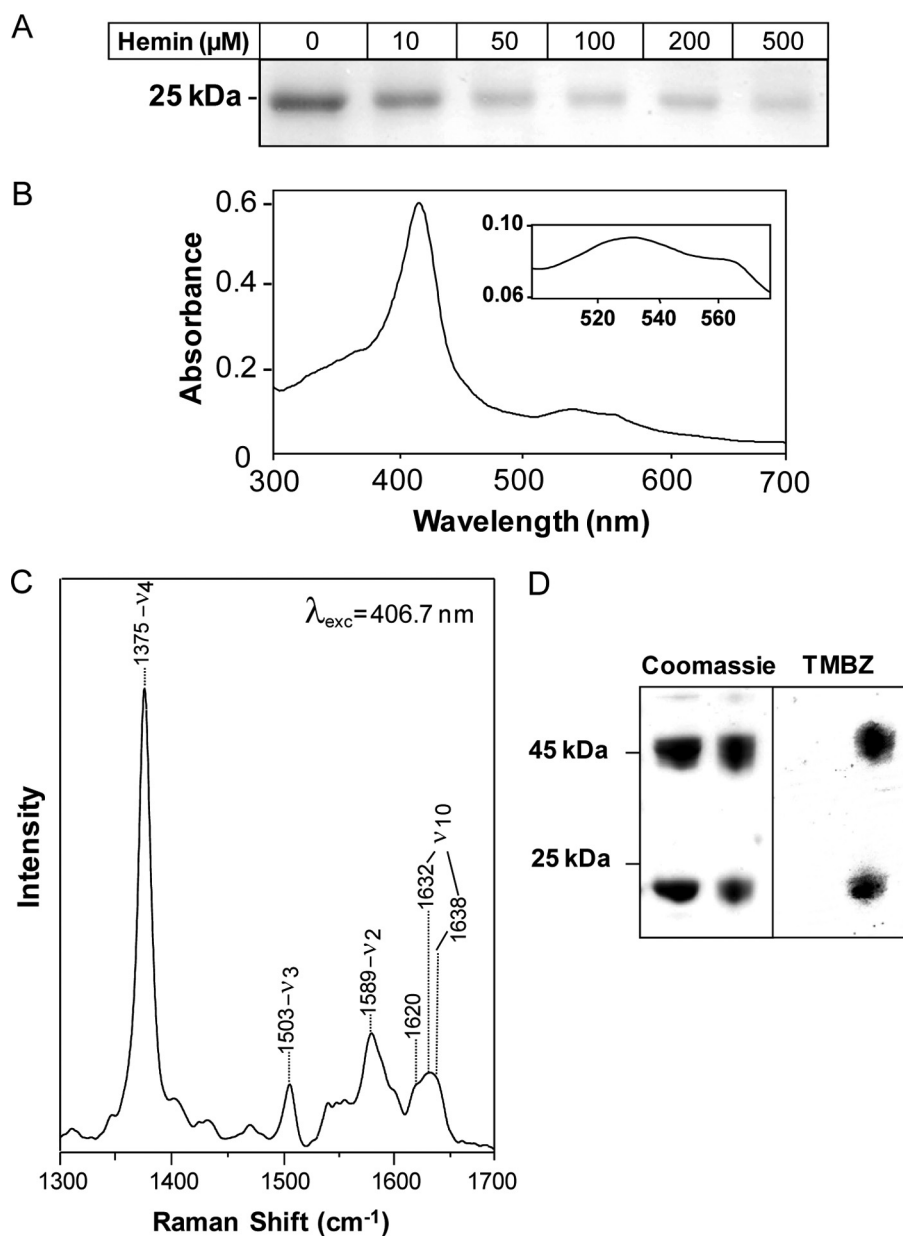 A
Hemin (µM) 0 10 50 100 200 500
25 kDa -
B
Absorbance
0.6
0.4
0.2
0
300 400 500 600 700
Wavelength (nm)
0.10
0.06
520 540 560
C
λexc=406.7 nm
1375 - ν4
1503 - ν3
1589 - ν2
1620
1632
ν10
1638
Intensity
1300 1400 1500 1600 1700
Raman Shift (cm-1)
D
Coomassie TMBZ
45 kDa
25 kDa